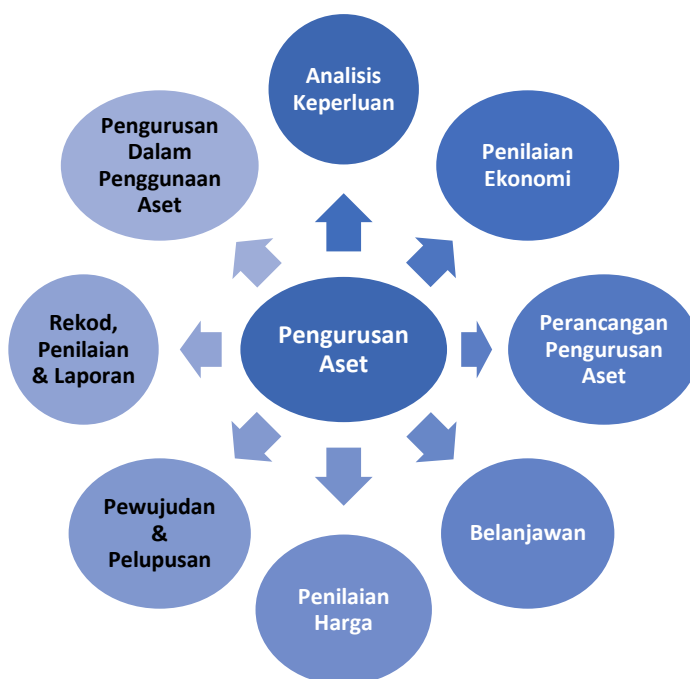 Analisis
Keperluan
Penilaian
Ekonomi
Perancangan
Pengurusan
Aset
Belanjawan
Penilaian
Harga
Pewujudan
&
Pelupusan
Rekod,
Penilaian
& Laporan
Pengurusan
Dalam
Penggunaan
Aset
Pengurusan
Aset